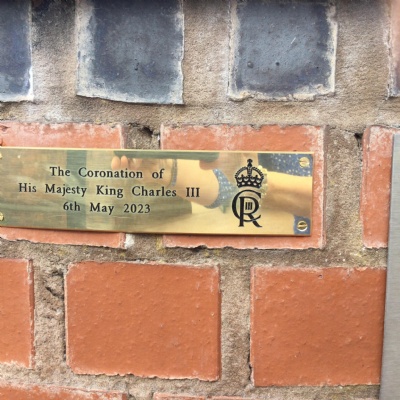 The Coronation of
His Majesty King Charles III
6th May 2023
CR III